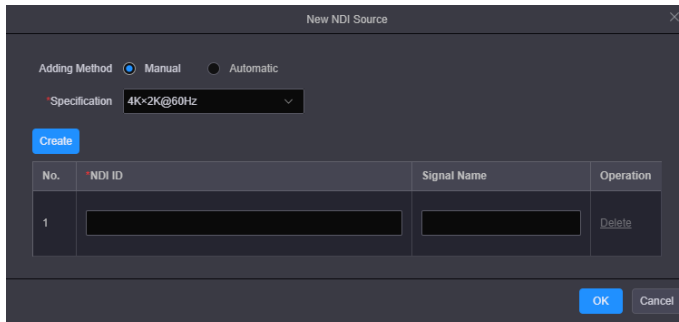 New NDI Source
Adding Method Manual Automatic
*Specification 4K×2K@60Hz
Create
No. *NDI ID Signal Name Operation
1 Delete
OK Cancel